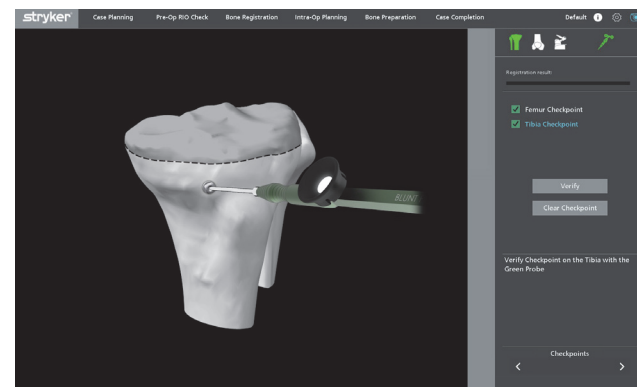 stryker
Case Planning
Pre-Op RIO Check
Bone Registration
Intra-Op Planning
Bone Preparation
Case Completion
Default
Registration result:
Femur Checkpoint
Tibia Checkpoint
BLUNT
Verify
Clear Checkpoint
Verify Checkpoint on the Tibia with the
Green Probe
Checkpoints